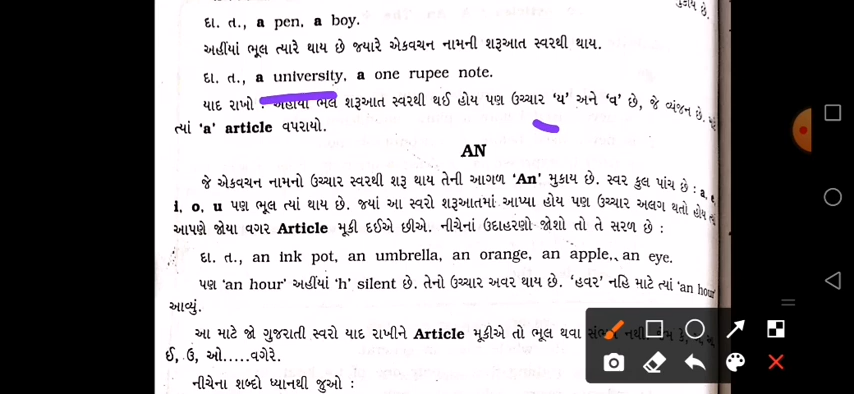 મુકાય છે.
દા. ત., a pen, a boy.
અહીંયાં ભૂલ ત્યારે થાય છે જયારે એકવચન નામની શરૂઆત સ્વરથી થાય.
દા. ત., a university, a one rupee note.
યાદ રાખો : અહીંયાં ભલે શરૂઆત સ્વરથી થઈ હોય પણ ઉચ્ચાર ‘ય’ અને ‘વ’ છે, જે વ્યંજન છે.
ત્યાં ‘a’ article વપરાયો.
AN
જે એકવચન નામનો ઉચ્ચાર સ્વરથી શરૂ થાય તેની આગળ ‘An’ મુકાય છે. સ્વર કુલ પાંચ છે : a, e,
i, o, u પણ ભૂલ ત્યાં થાય છે. જયાં આ સ્વરો શરૂઆતમાં આપ્યા હોય પણ ઉચ્ચાર અલગ થતો હોય ત્યાં
આપણે જોયા વગર Article મૂકી દઈએ છીએ. નીચેનાં ઉદાહરણો જોશો તો તે સરળ છે :
દા. ત., an ink pot, an umbrella, an orange, an apple, an eye.
પણ ‘an hour’ અહીંયાં ‘h’ silent છે. તેનો ઉચ્ચાર અવર થાય છે. ‘હવર’ નહિ માટે ત્યાં ‘an hour’
આવ્યું.
આ માટે જો ગુજરાતી સ્વરો યાદ રાખીને Article મૂકીએ તો ભૂલ થવા સંભવ નથી.
ઈ, ઉ, ઓ.....વગેરે.
નીચેના શબ્દો ધ્યાનથી જુઓ :